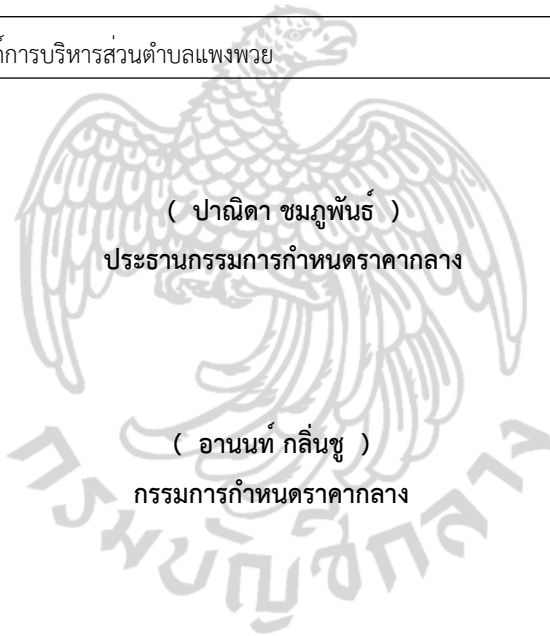 การบริหารส่วนตำบลแพงพวย
( ปาณิดา ชมภูพันธ์ )
ประธานกรรมการกำหนดราคากลาง
( อานนท์ กลิ่นชู )
กรรมการกำหนดราคากลาง
กรมบัญชีกลาง